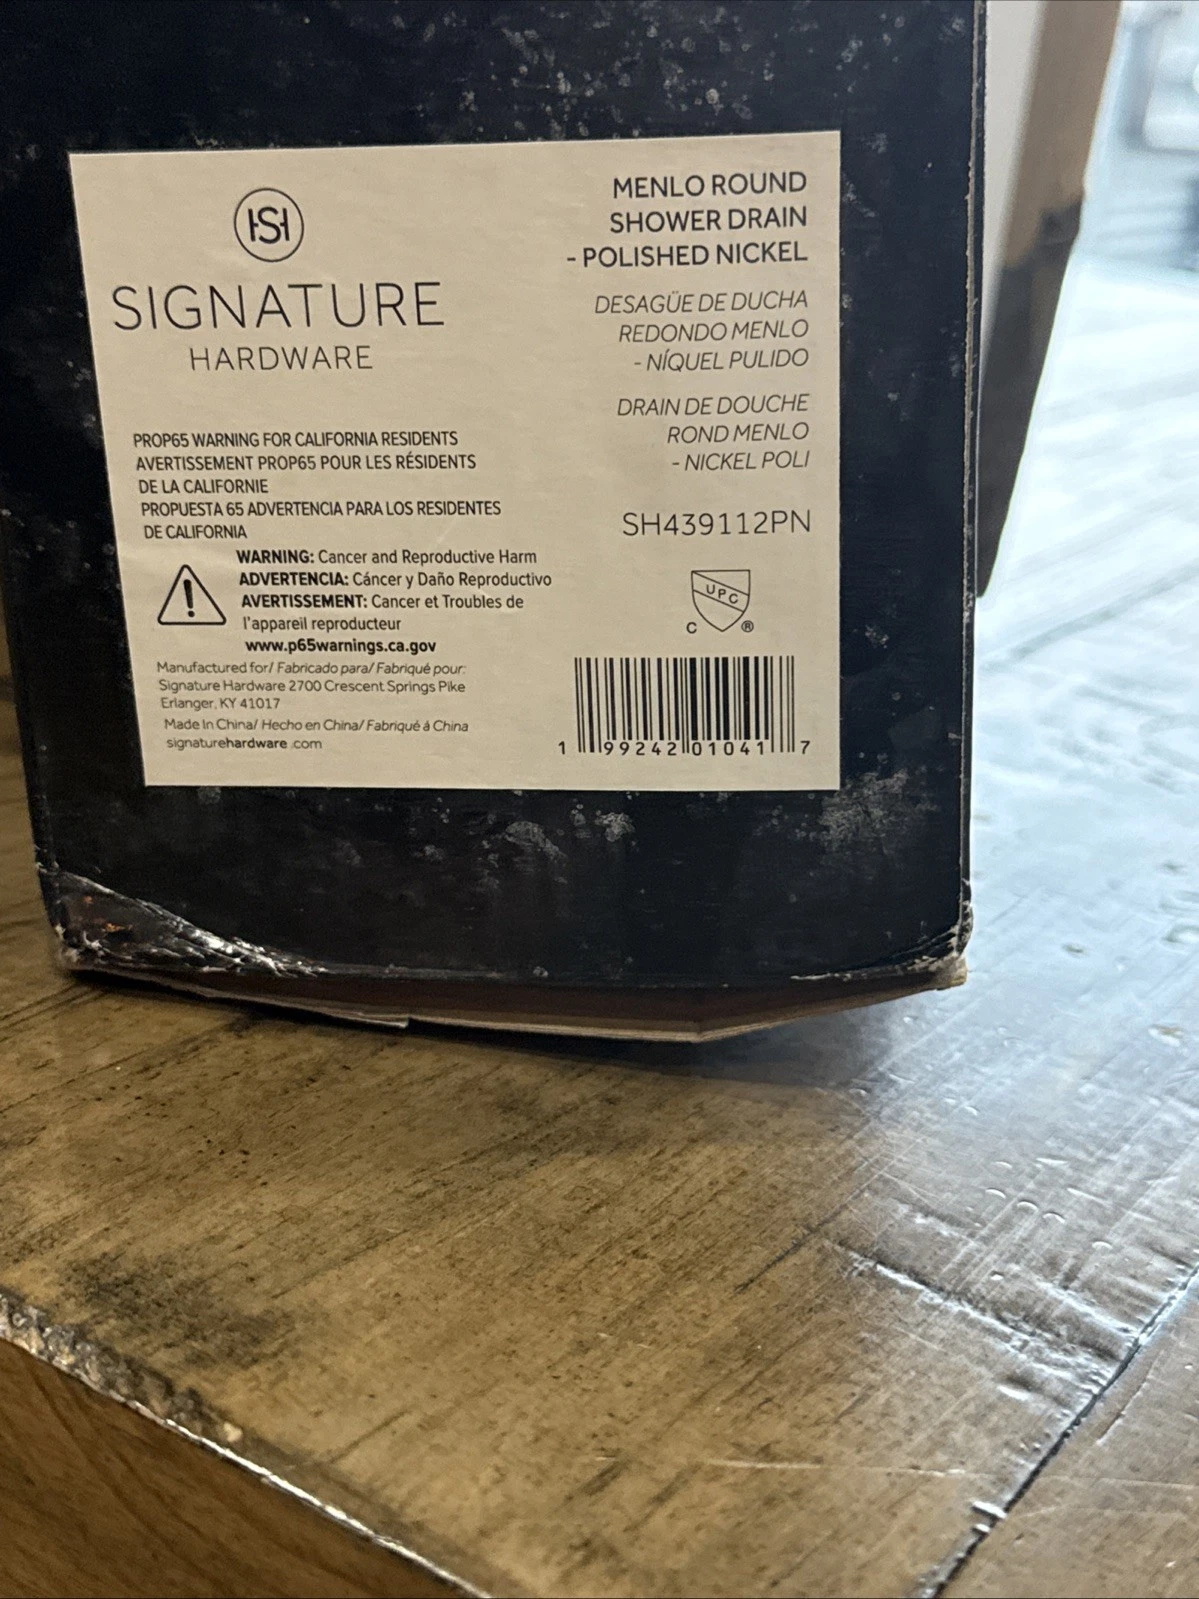 HS
SIGNATURE
HARDWARE
MENLO ROUND
SHOWER DRAIN
- POLISHED NICKEL
DESAGÜE DE DUCHA
REDONDO MENLO
- NÍQUEL PULIDO
DRAIN DE DOUCHE
ROND MENLO
- NICKEL POLI
SH439112PN
PROP65 WARNING FOR CALIFORNIA RESIDENTS
AVERTISSEMENT PROP65 POUR LES RÉSIDENTS
DE LA CALIFORNIE
PROPUESTA 65 ADVERTENCIA PARA LOS RESIDENTES
DE CALIFORNIA
WARNING: Cancer and Reproductive Harm
ADVERTENCIA: Cáncer y Daño Reproductivo
AVERTISSEMENT: Cancer et Troubles de
l'appareil reproducteur
www.p65warnings.ca.gov
Manufactured for/ Fabricado para/ Fabriqué pour:
Signature Hardware 2700 Crescent Springs Pike
Erlanger, KY 41017
Made In China/ Hecho en China/ Fabriqué á China
signaturehardware.com
UPC
C ®
1 99242 01041 7